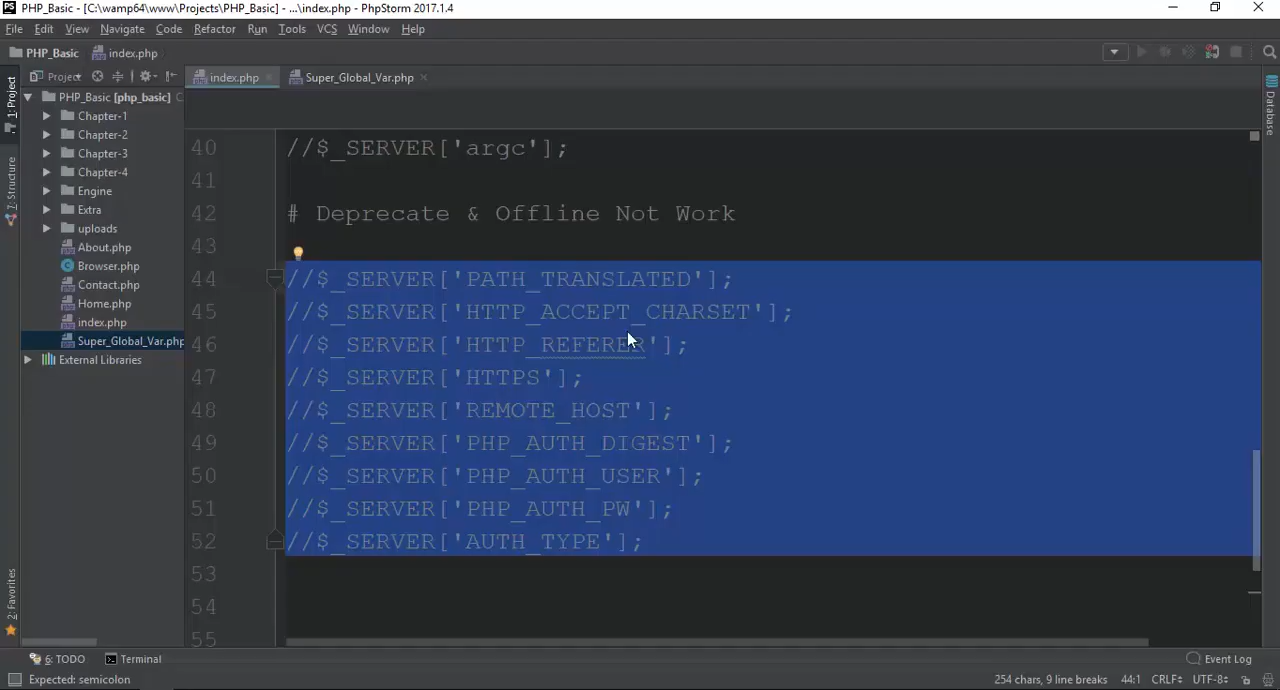 PS PHP_Basic - [C:\wamp64\www\Projects\PHP_Basic] - ...\index.php - PhpStorm 2017.1.4
File Edit View Navigate Code Refactor Run Tools VCS Window Help
PHP_Basic index.php
Project index.php Super_Global_Var.php
1: Project
7: Structure
2: Favorites
Database
PHP_Basic [php_basic] C
Chapter-1
Chapter-2
Chapter-3
Chapter-4
Engine
Extra
uploads
About.php
Browser.php
Contact.php
Home.php
index.php
Super_Global_Var.php
External Libraries
40 //$_SERVER['argc'];
41
42 # Deprecate & Offline Not Work
43
44 //$_SERVER['PATH_TRANSLATED'];
45 //$_SERVER['HTTP_ACCEPT_CHARSET'];
46 //$_SERVER['HTTP_REFERER'];
47 //$_SERVER['HTTPS'];
48 //$_SERVER['REMOTE_HOST'];
49 //$_SERVER['PHP_AUTH_DIGEST'];
50 //$_SERVER['PHP_AUTH_USER'];
51 //$_SERVER['PHP_AUTH_PW'];
52 //$_SERVER['AUTH_TYPE'];
53
54
55
6: TODO Terminal Event Log
Expected: semicolon 254 chars, 9 line breaks 44:1 CRLF UTF-8